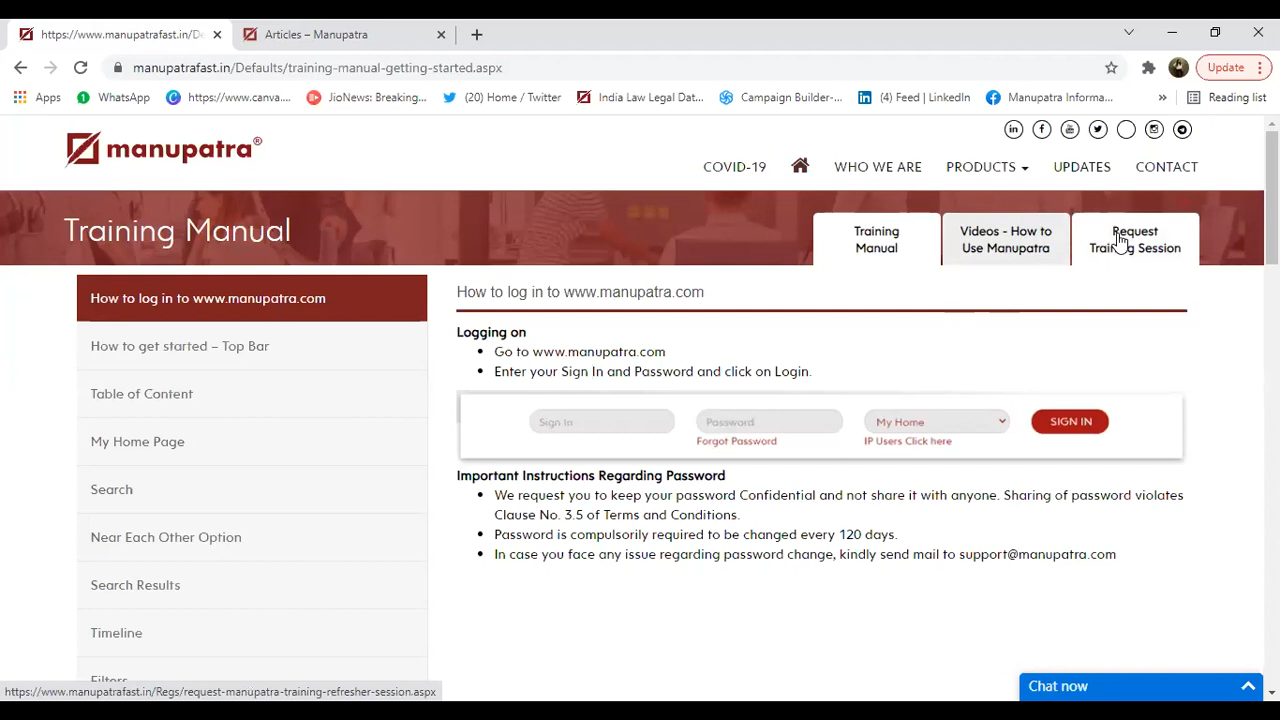 https://www.manupatrafast.in/De
Articles – Manupatra
manupatrafast.in/Defaults/training-manual-getting-started.aspx
Update
Apps
WhatsApp
https://www.canva....
JioNews: Breaking...
(20) Home / Twitter
India Law Legal Dat...
Campaign Builder-...
(4) Feed | LinkedIn
Manupatra Informa...
»
Reading list
manupatra®
COVID-19
WHO WE ARE
PRODUCTS
UPDATES
CONTACT
Training Manual
Training
Manual
Videos - How to
Use Manupatra
Request
Training Session
How to log in to www.manupatra.com
How to get started – Top Bar
Table of Content
My Home Page
Search
Near Each Other Option
Search Results
Timeline
Filters
How to log in to www.manupatra.com
Logging on
• Go to www.manupatra.com
• Enter your Sign In and Password and click on Login.
Sign In
Password
My Home
SIGN IN
Forgot Password
IP Users Click here
Important Instructions Regarding Password
• We request you to keep your password Confidential and not share it with anyone. Sharing of password violates
Clause No. 3.5 of Terms and Conditions.
• Password is compulsorily required to be changed every 120 days.
• In case you face any issue regarding password change, kindly send mail to support@manupatra.com
https://www.manupatrafast.in/Regs/request-manupatra-training-refresher-session.aspx
Chat now